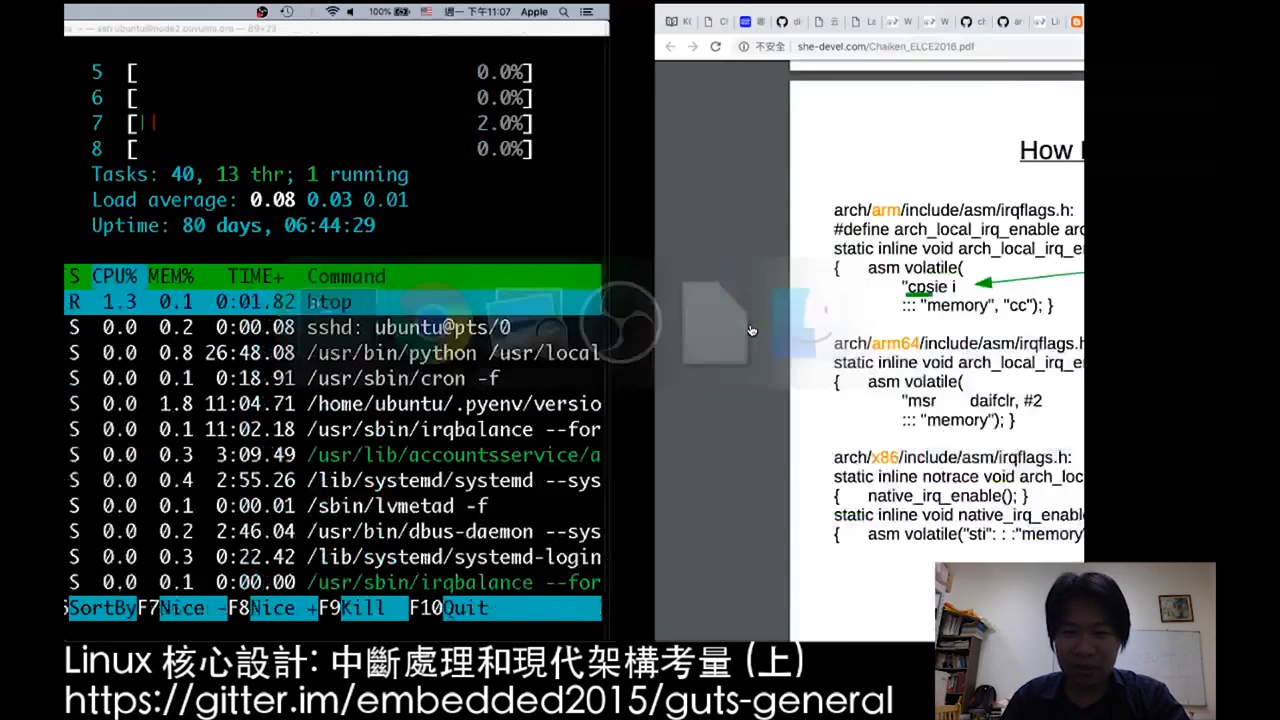 100%
週一 下午11:07
Apple
5 [ 0.0%]
6 [ 0.0%]
7 [|| 2.0%]
8 [ 0.0%]
Tasks: 40, 13 thr; 1 running
Load average: 0.08 0.03 0.01
Uptime: 80 days, 06:44:29
S CPU% MEM% TIME+ Command
R 1.3 0.1 0:01.82 htop
S 0.0 0.2 0:00.08 sshd: ubuntu@pts/0
S 0.0 0.8 26:48.08 /usr/bin/python /usr/local
S 0.0 0.1 0:18.91 /usr/sbin/cron -f
S 0.0 1.8 11:04.71 /home/ubuntu/.pyenv/versio
S 0.0 0.1 11:02.18 /usr/sbin/irqbalance --for
S 0.0 0.3 3:09.49 /usr/lib/accountsservice/a
S 0.0 0.4 2:55.26 /lib/systemd/systemd --sys
S 0.0 0.1 0:00.01 /sbin/lvmetad -f
S 0.0 0.2 2:46.04 /usr/bin/dbus-daemon --sys
S 0.0 0.3 0:22.42 /lib/systemd/systemd-login
S 0.0 0.1 0:00.00 /usr/sbin/irqbalance --for
SortByF7Nice -F8Nice +F9Kill F10Quit
不安全 she-devel.com/Chaiken_ELCE2016.pdf
How
arch/arm/include/asm/irqflags.h:
#define arch_local_irq_enable arc
static inline void arch_local_irq_e
{ asm volatile(
"cpsie i
::: "memory", "cc"); }
arch/arm64/include/asm/irqflags.h
static inline void arch_local_irq_e
{ asm volatile(
"msr daifclr, #2
::: "memory"); }
arch/x86/include/asm/irqflags.h:
static inline notrace void arch_loc
{ native_irq_enable(); }
static inline void native_irq_enabl
{ asm volatile("sti": : :"memory"
Linux 核心設計: 中斷處理和現代架構考量 (上)
https://gitter.im/embedded2015/guts-general